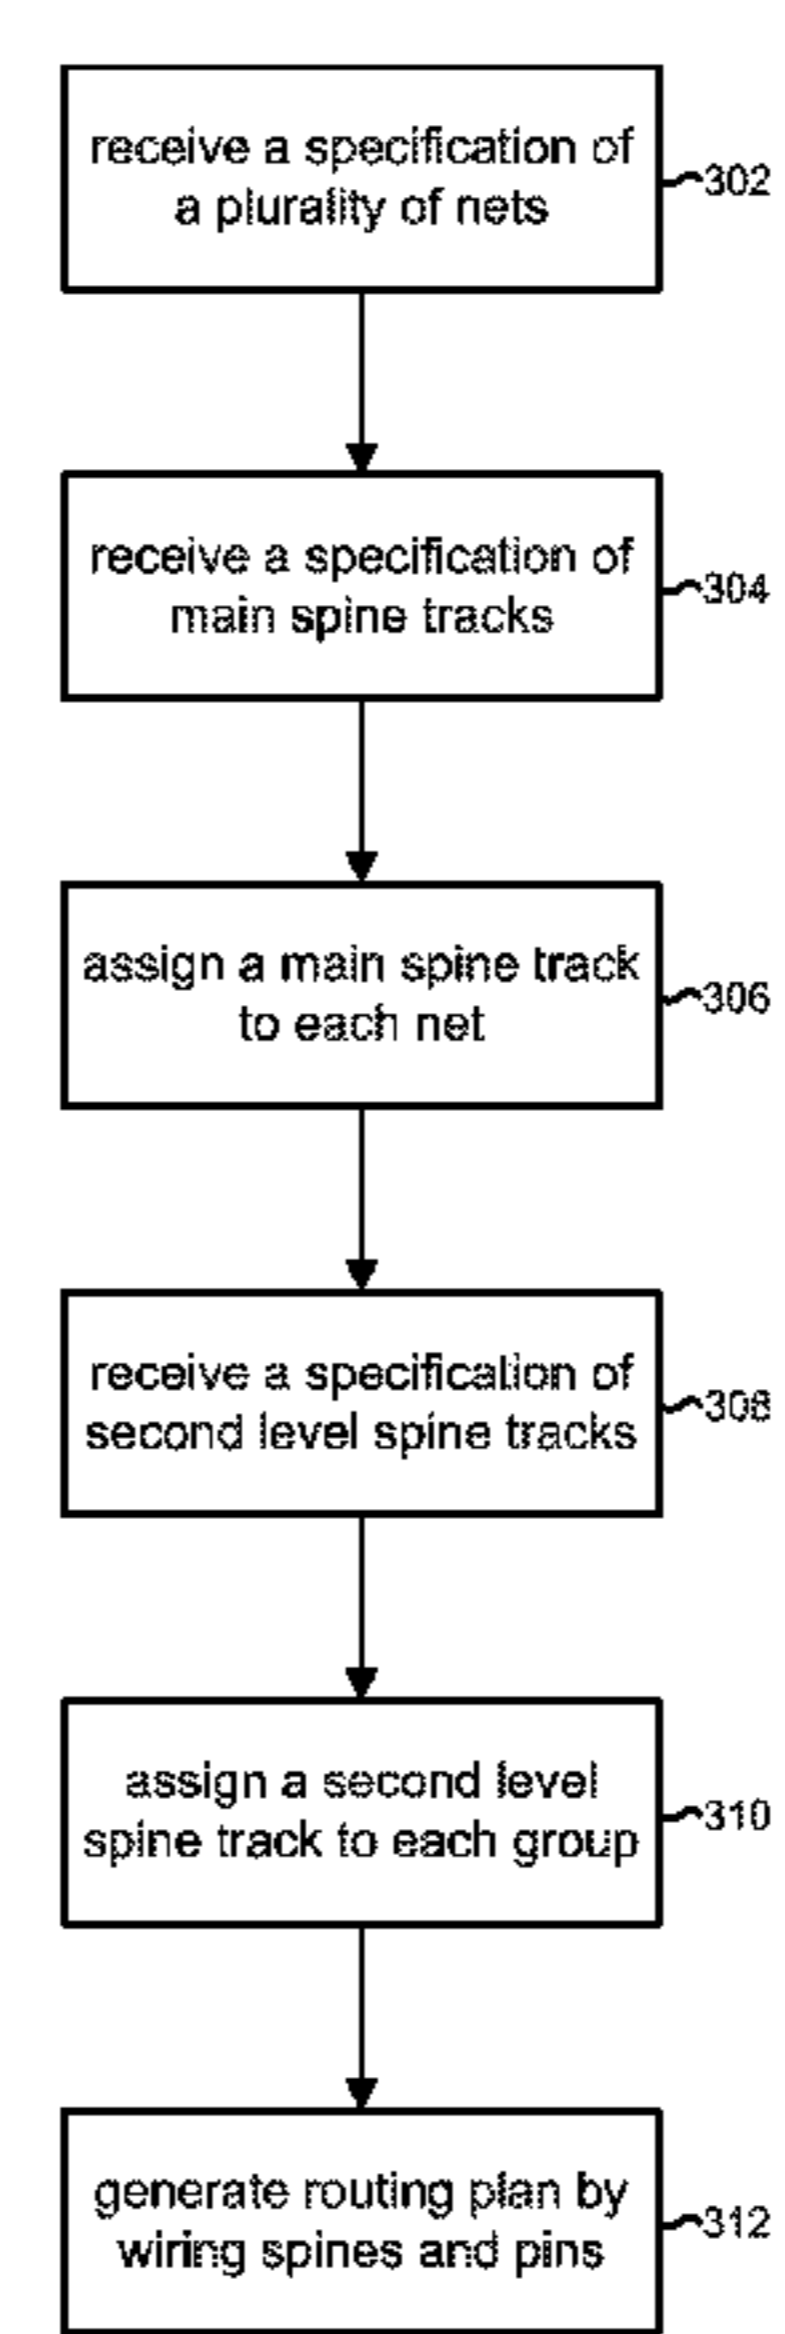 receive a specification of
a plurality of nets
302
receive a specification of
main spine tracks
304
assign a main spine track
to each net
306
receive a specification of
second level spine tracks
308
assign a second level
spine track to each group
310
generate routing plan by
wiring spines and pins
312